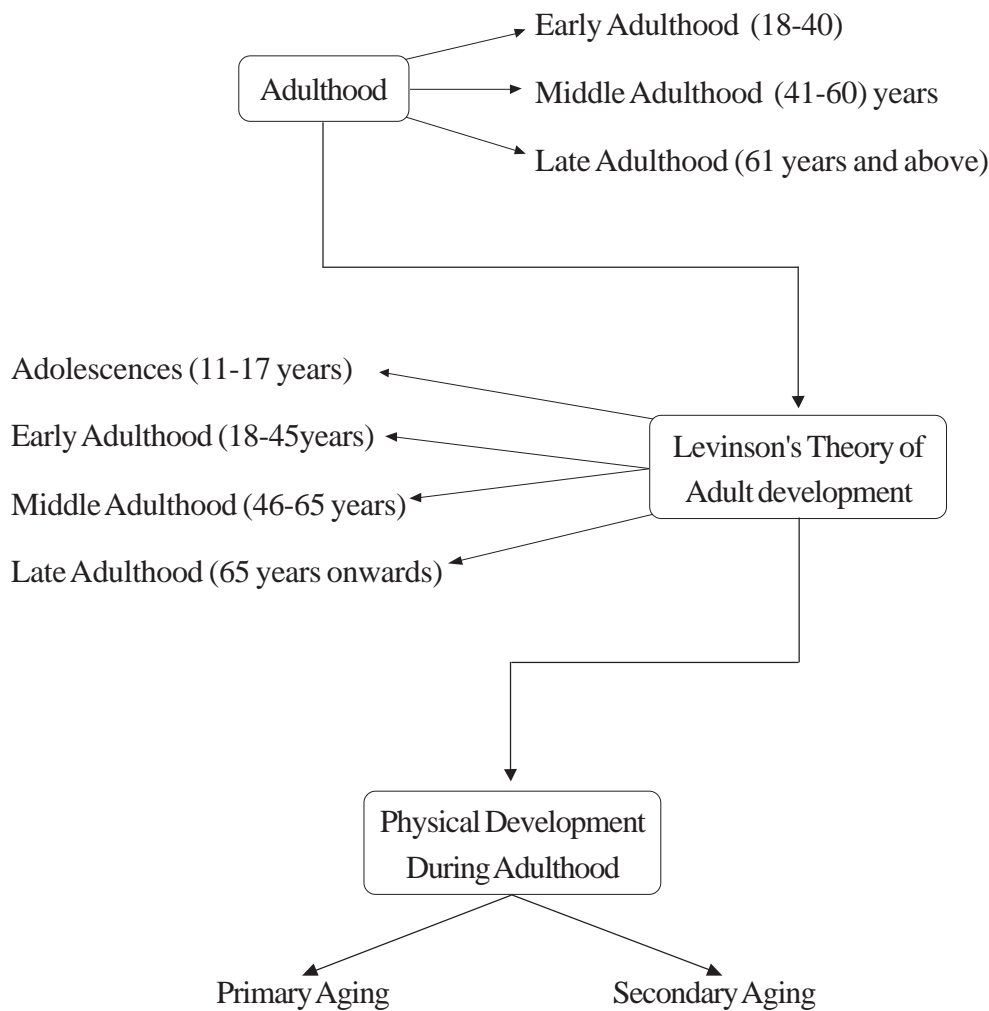 Early Adulthood (18-40)
Adulthood
Middle Adulthood (41-60) years
Late Adulthood (61 years and above)
Adolescences (11-17 years)
Early Adulthood (18-45years)
Levinson's Theory of
Adult development
Middle Adulthood (46-65 years)
Late Adulthood (65 years onwards)
Physical Development
During Adulthood
Primary Aging
Secondary Aging